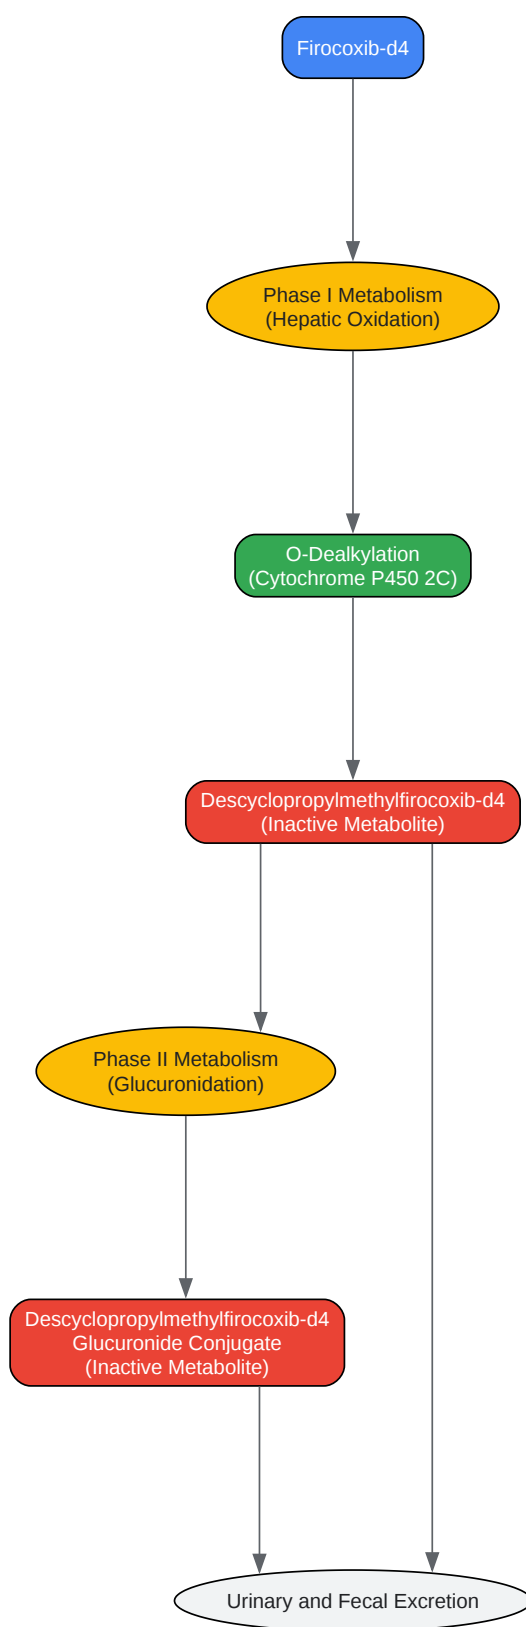 Firocoxib-d4
Phase I Metabolism
(Hepatic Oxidation)
O-Dealkylation
(Cytochrome P450 2C)
Descyclopropylmethylfirocoxib-d4
(Inactive Metabolite)
Phase II Metabolism
(Glucuronidation)
Descyclopropylmethylfirocoxib-d4
Glucuronide Conjugate
(Inactive Metabolite)
Urinary and Fecal Excretion